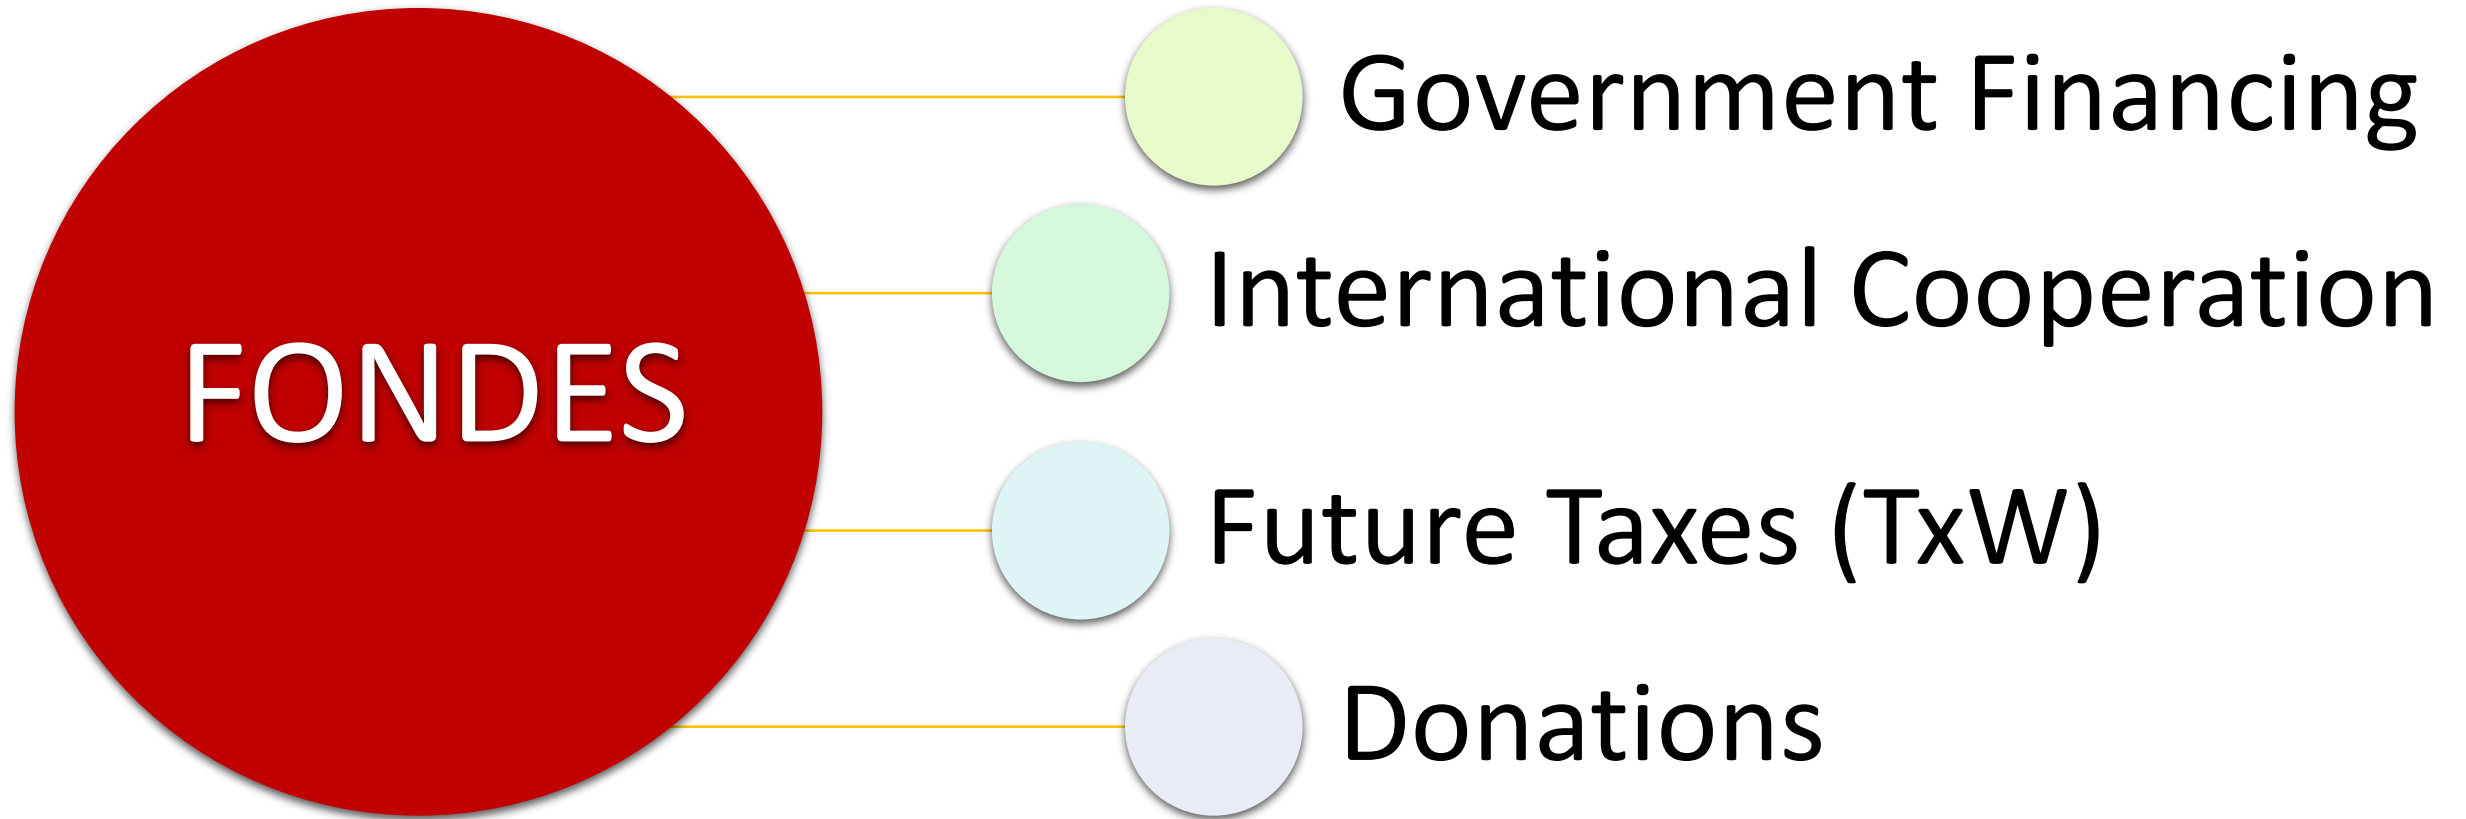 FONDES
Government Financing
International Cooperation
Future Taxes (TxW)
Donations